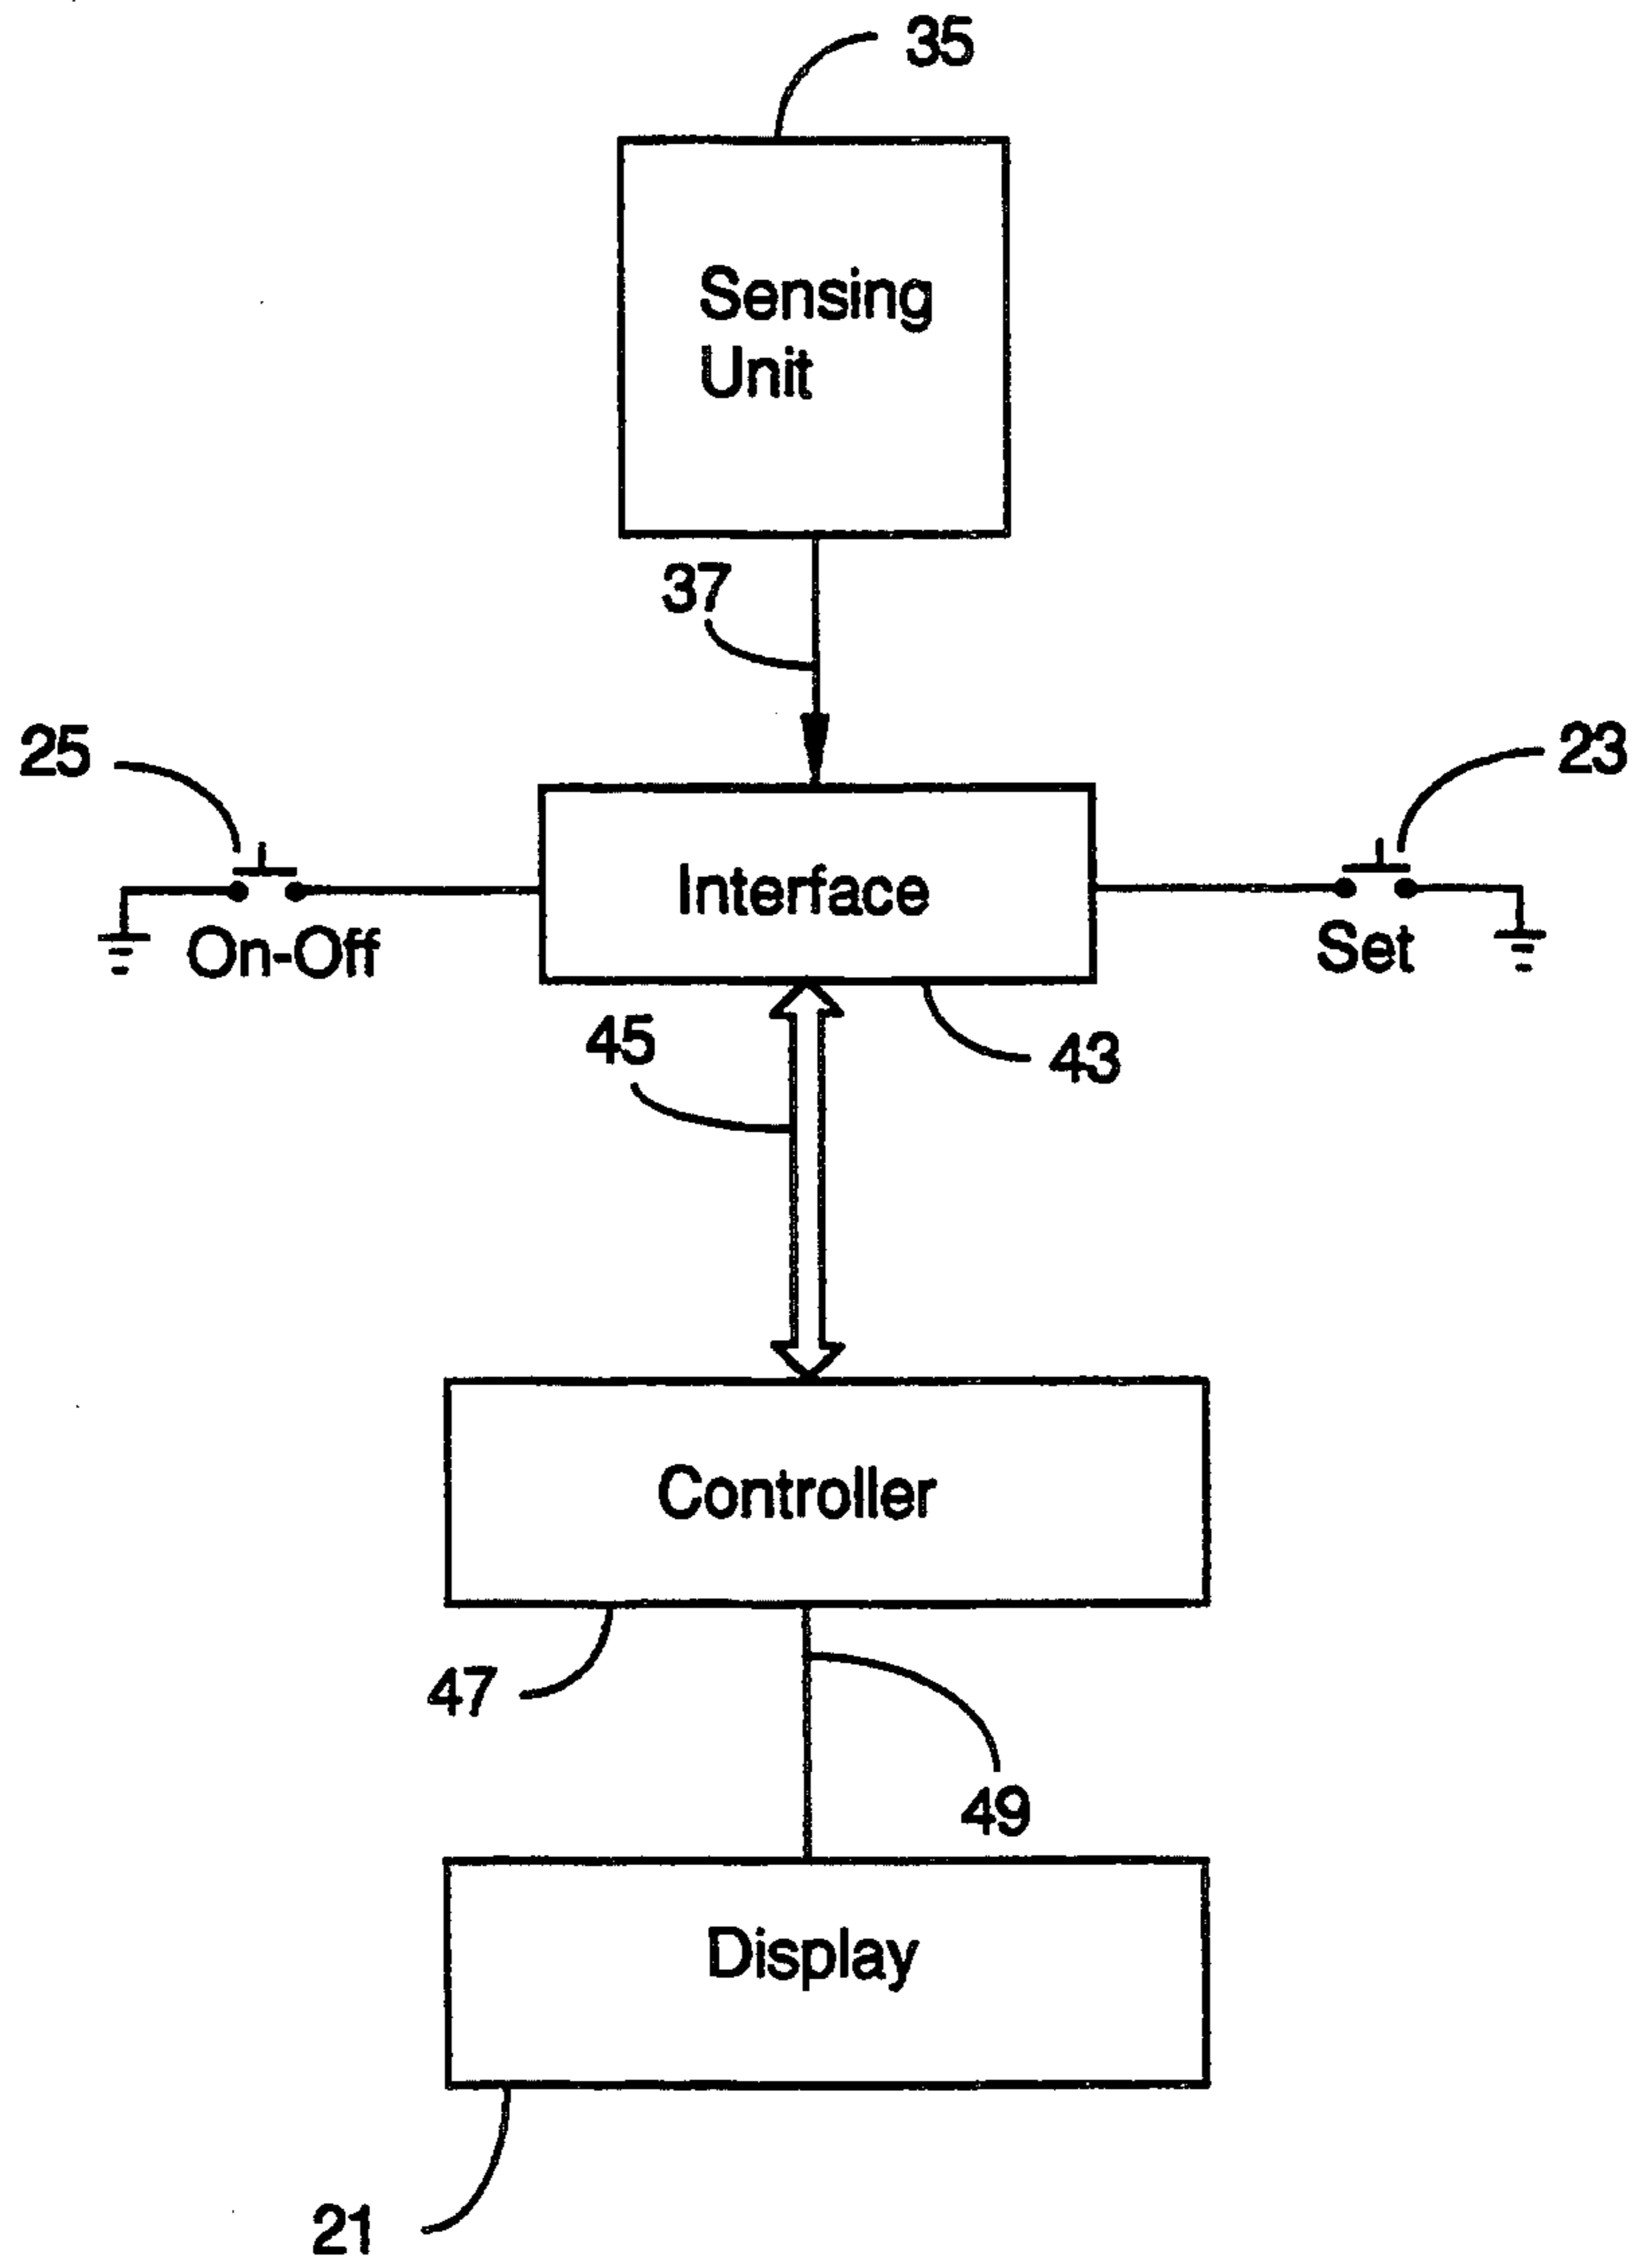 35
Sensing
Unit
37
25
23
Interface
On-Off
Set
45
43
Controller
47
49
Display
21